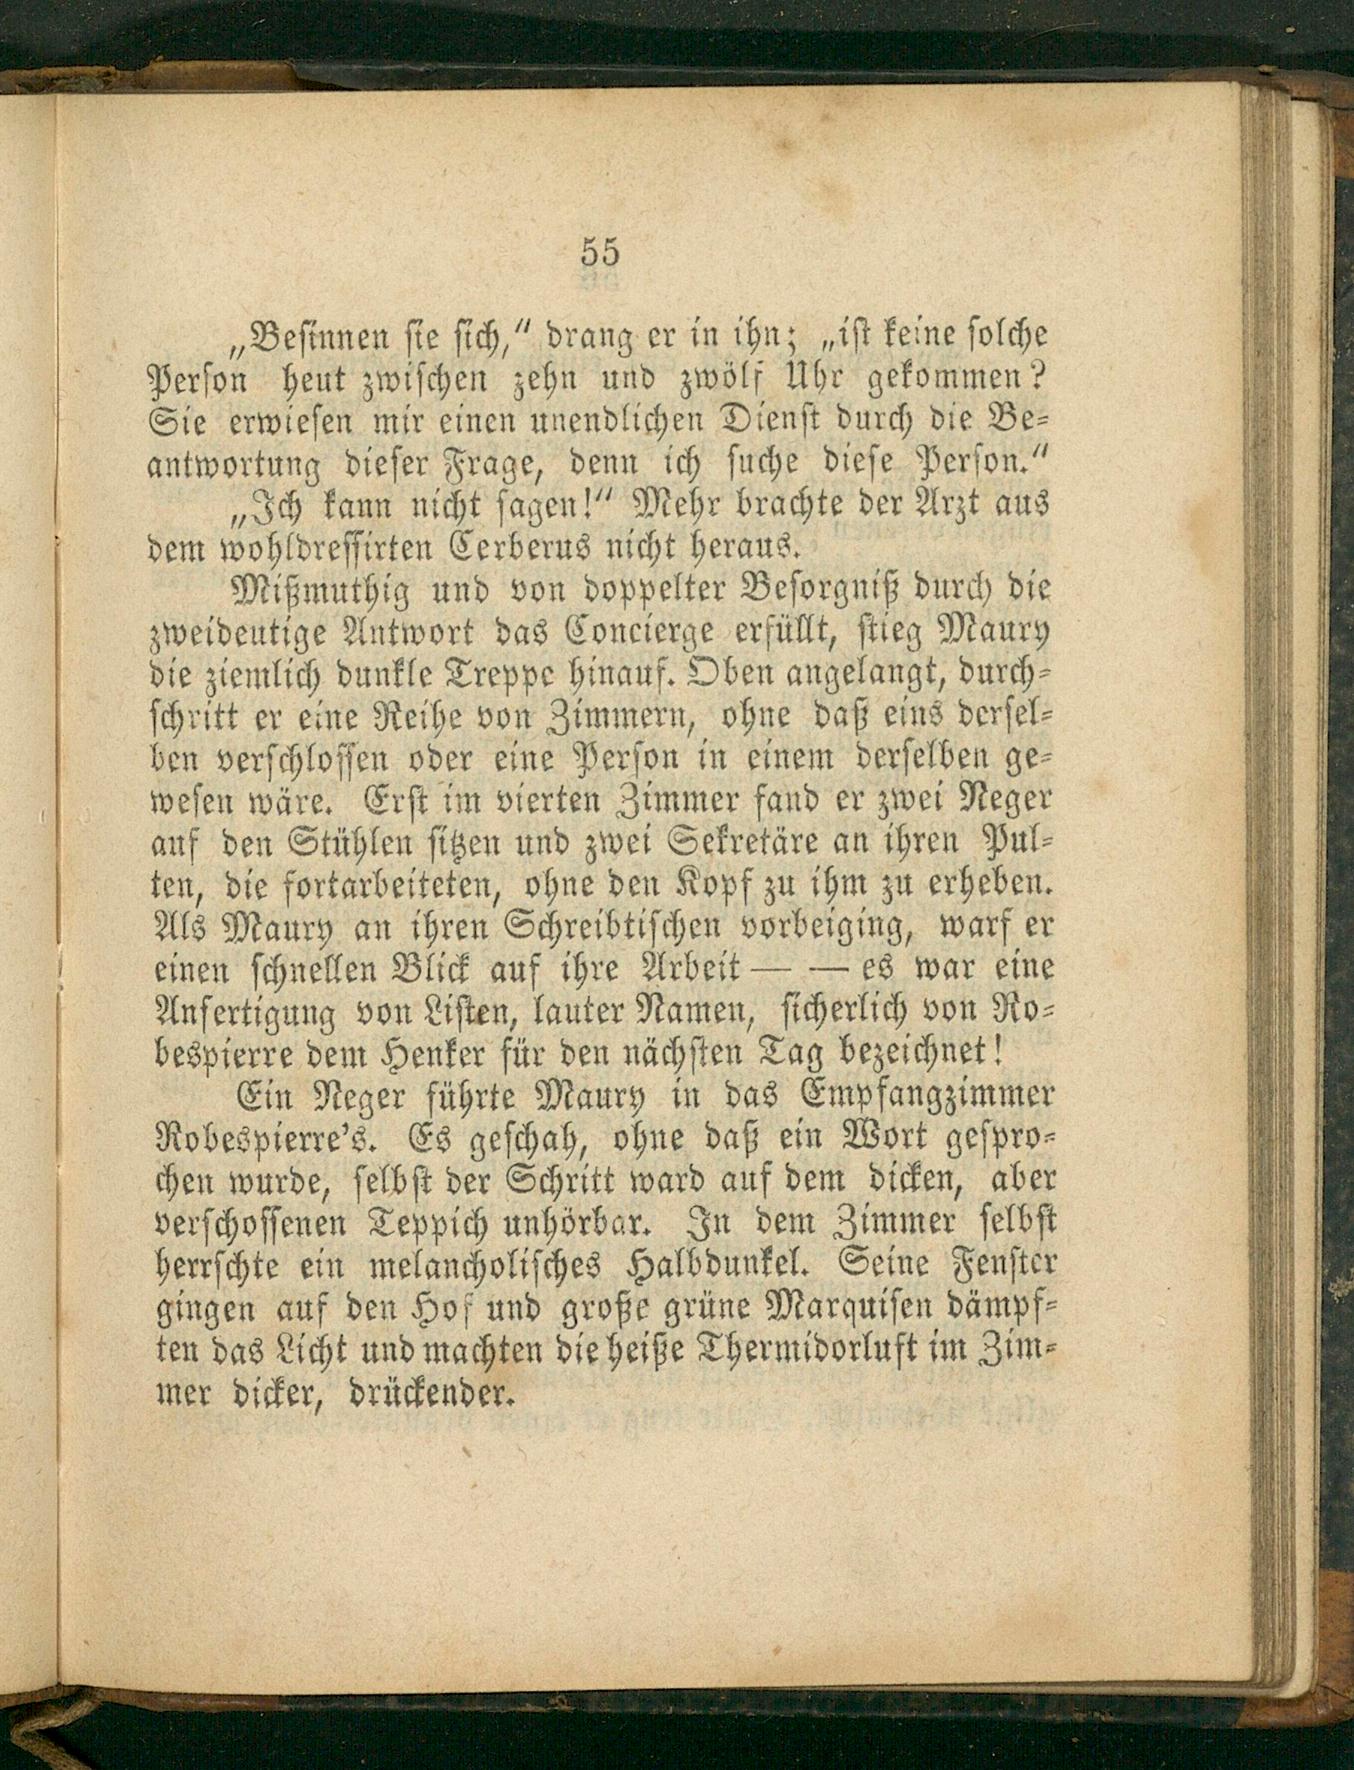 55
„Besinnen sie sich,“ drang er in ihn; „ist keine solche
Person heut zwischen zehn und zwölf Uhr gekommen?
Sie erwiesen mir einen unendlichen Dienst durch die Be-
antwortung dieser Frage, denn ich suche diese Person.“
„Ich kann nicht sagen!“ Mehr brachte der Arzt aus
dem wohldressirten Cerberus nicht heraus.
Mißmuthig und von doppelter Besorgniß durch die
zweideutige Antwort das Concierge erfüllt, stieg Maury
die ziemlich dunkle Treppe hinauf. Oben angelangt, durch-
schritt er eine Reihe von Zimmern, ohne daß eins dersel-
ben verschlossen oder eine Person in einem derselben ge-
wesen wäre. Erst im vierten Zimmer fand er zwei Neger
auf den Stühlen sitzen und zwei Sekretäre an ihren Pul-
ten, die fortarbeiteten, ohne den Kopf zu ihm zu erheben.
Als Maury an ihren Schreibtischen vorbeiging, warf er
einen schnellen Blick auf ihre Arbeit — — es war eine
Anfertigung von Listen, lauter Namen, sicherlich von Ro-
bespierre dem Henker für den nächsten Tag bezeichnet!
Ein Neger führte Maury in das Empfangzimmer
Robespierre's. Es geschah, ohne daß ein Wort gespro-
chen wurde, selbst der Schritt ward auf dem dicken, aber
verschossenen Teppich unhörbar. In dem Zimmer selbst
herrschte ein melancholisches Halbdunkel. Seine Fenster
gingen auf den Hof und große grüne Marquisen dämpf-
ten das Licht und machten die heiße Thermidorluft im Zim-
mer dicker, drückender.